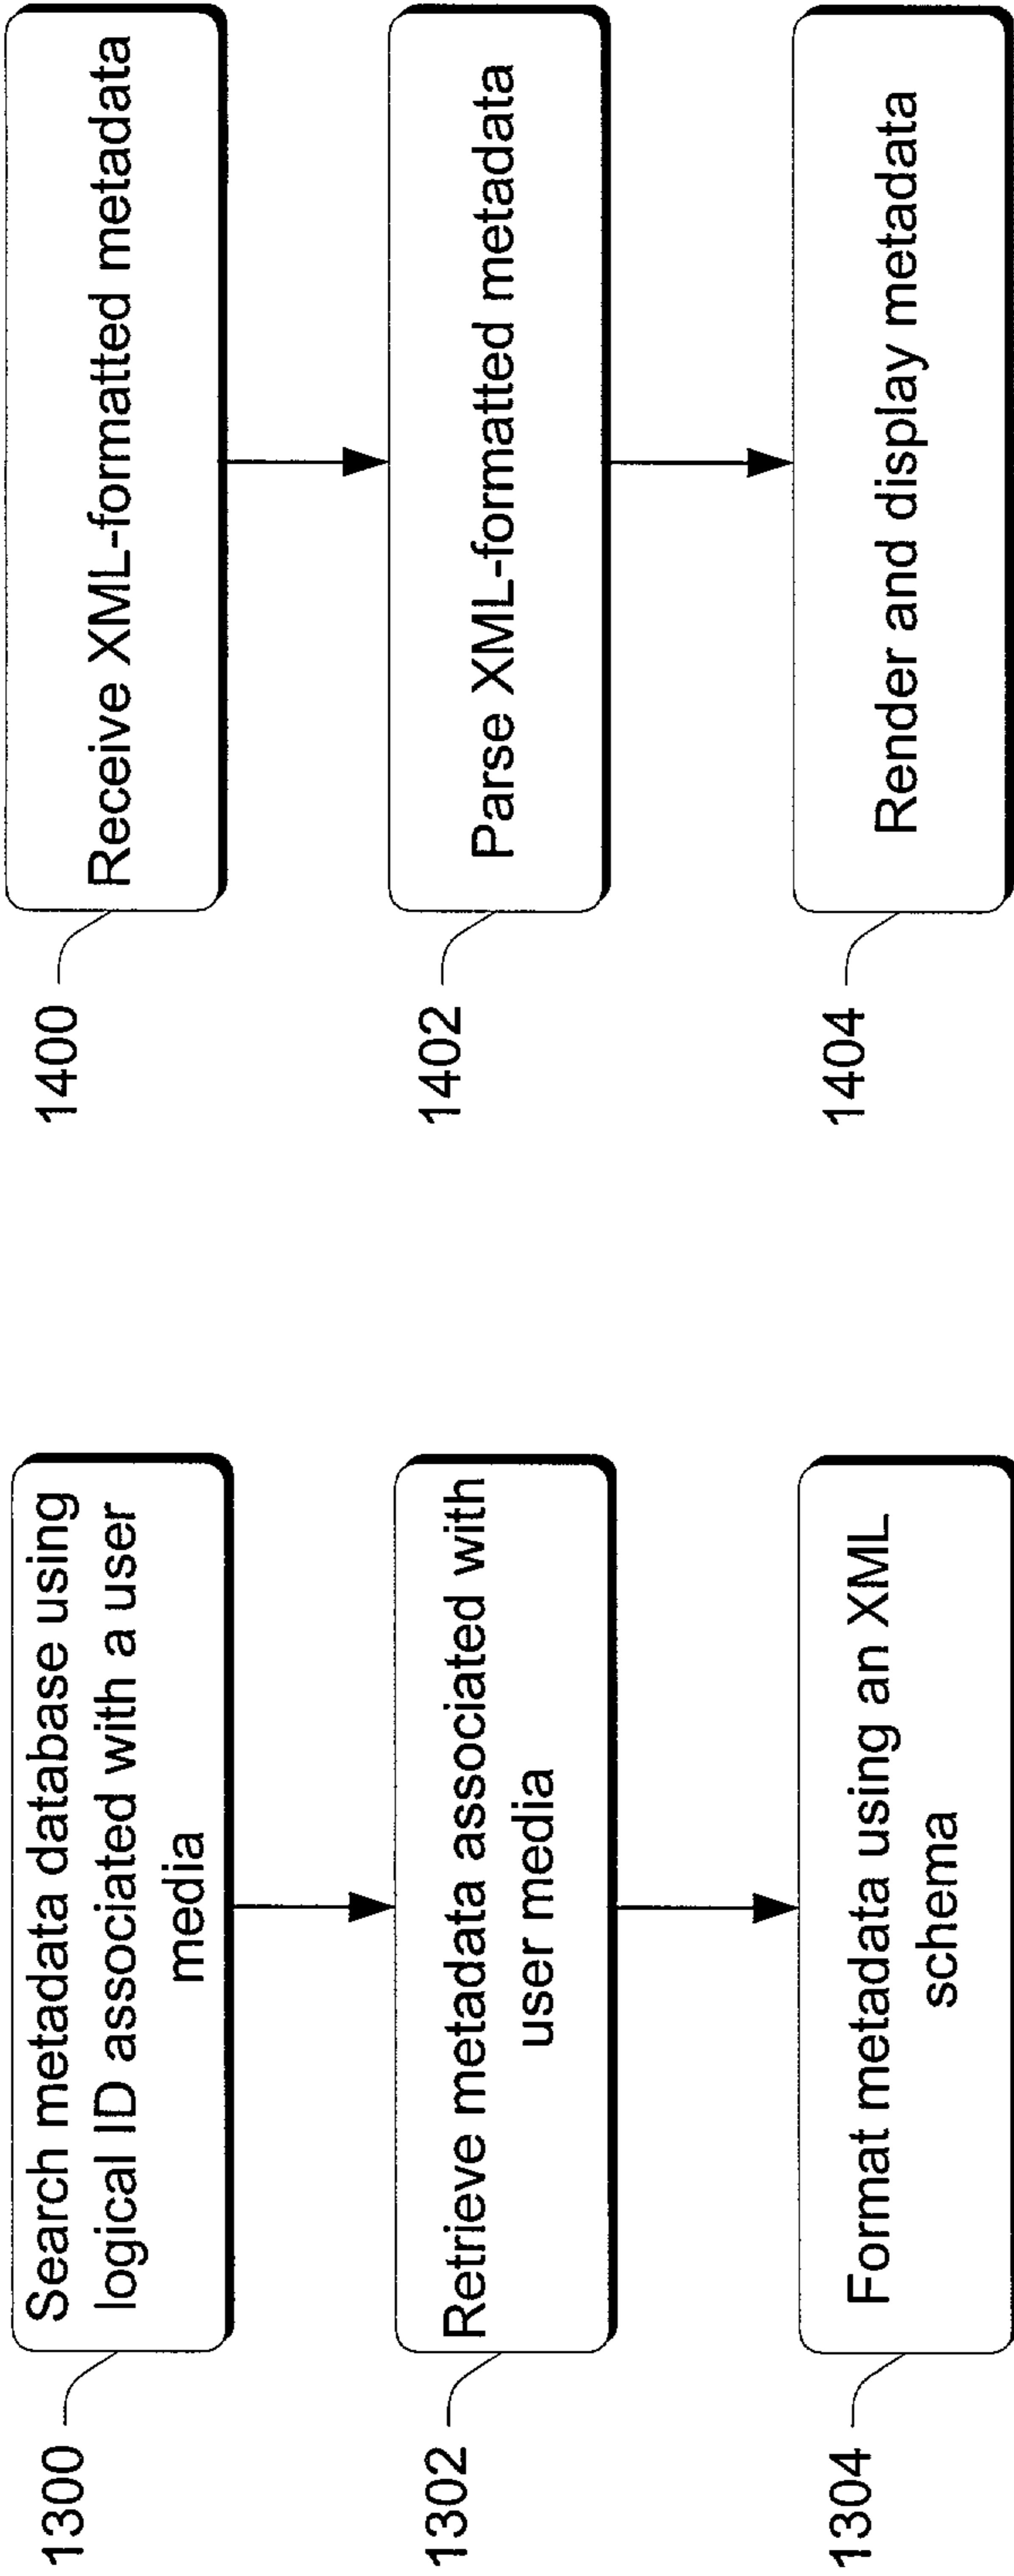 1300
Search metadata database using
logical ID associated with a user
media
1302
Retrieve metadata associated with
user media
1304
Format metadata using an XML
schema
1400
Receive XML-formatted metadata
1402
Parse XML-formatted metadata
1404
Render and display metadata